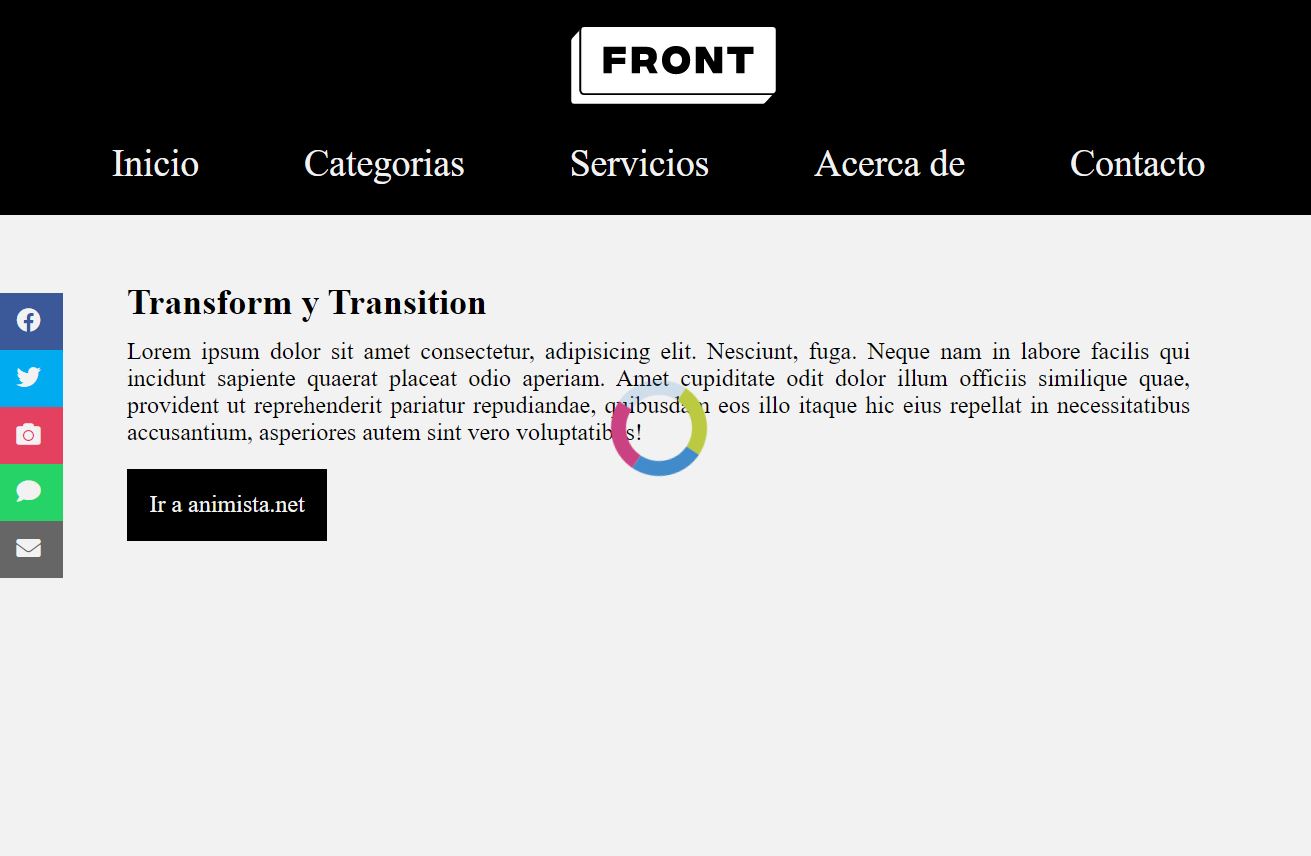 FRONT
Inicio Categorias Servicios Acerca de Contacto
Transform y Transition
Lorem ipsum dolor sit amet consectetur, adipisicing elit. Nesciunt, fuga. Neque nam in labore facilis qui
incidunt sapiente quaerat placeat odio aperiam. Amet cupiditate odit dolor illum officiis similique quae,
provident ut reprehenderit pariatur repudiandae, quibusdam eos illo itaque hic eius repellat in necessitatibus
accusantium, asperiores autem sint vero voluptatibus!
Ir a animista.net